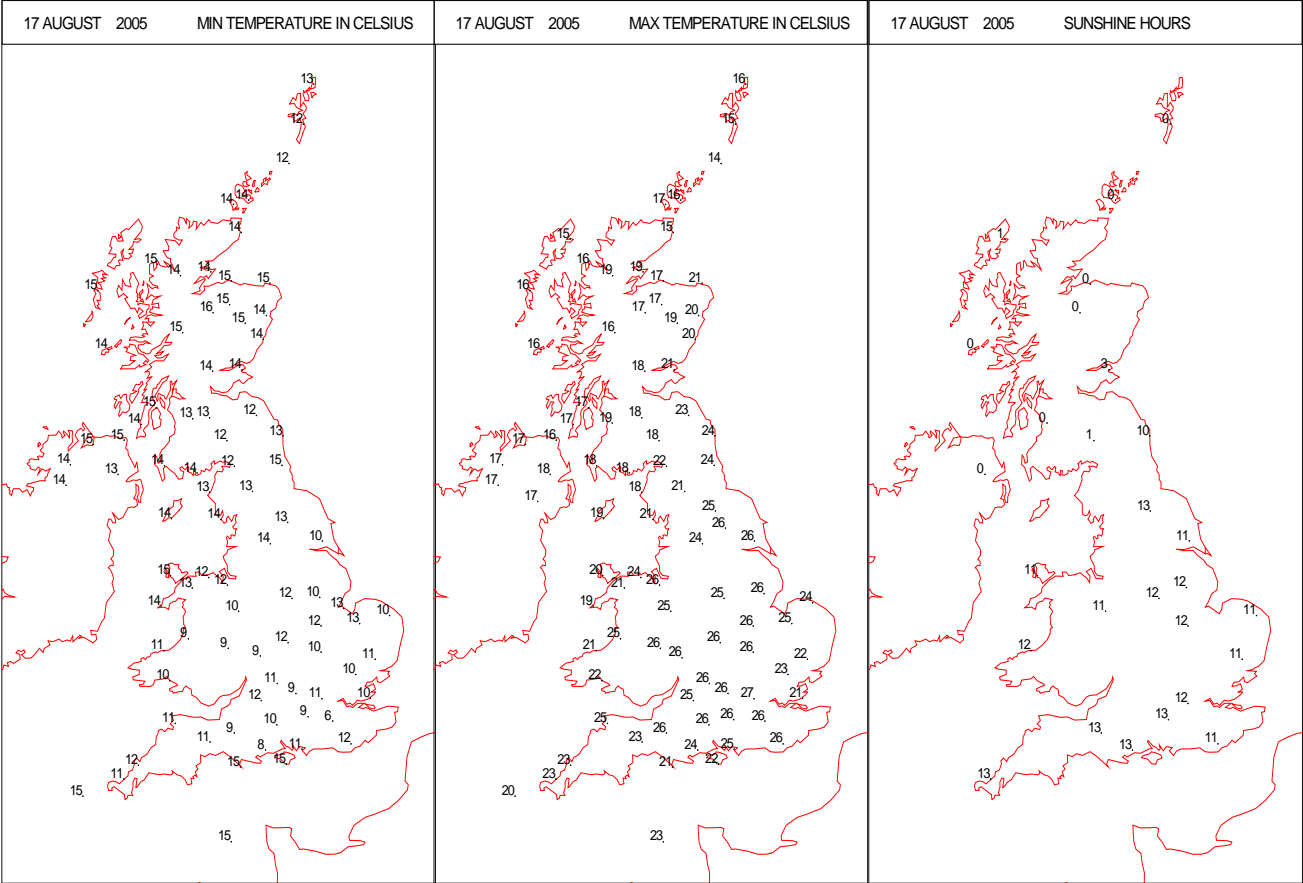 17 AUGUST 2005 MIN TEMPERATURE IN CELSIUS
13
12
12
14 14
14
15 14 14
15 15 15
15 16 14
15 15 14
14
14 14
15 13 13 12
14 12 13
15 15
14 14 14 12 15
14 13 13 13
14 14 13
14 10
15 13 12 12
14 10 12 10 13 10
13
12
9 9 12 10
11 9 11
10 11 10
12 9 11 10
11 9 10 9 6
11 8 11 12
12 15 15
11
15
15
17 AUGUST 2005 MAX TEMPERATURE IN CELSIUS
16
15
14
17 16
15
15
16 19 19 17 21
16 17 17 20
16 19 20
16
18 21
17 18 23
17 19 18 24
17 16
17 18 18 22 24
17 18 18 21
17 19 21 25
26 24 26
20 21 24 26
19 25 25 26 24
25 26 26 25
21 26 26 26 22
22 26 26 23
25 26 27 21
25 26 26 26 26
23 24 25 26
23 21 22
23
20
23
17 AUGUST 2005 SUNSHINE HOURS
0
0
1
0
0
0
3
0
1 10
0
13
11
11
12
11 12 11
12 11
12
13 13
13 11
13